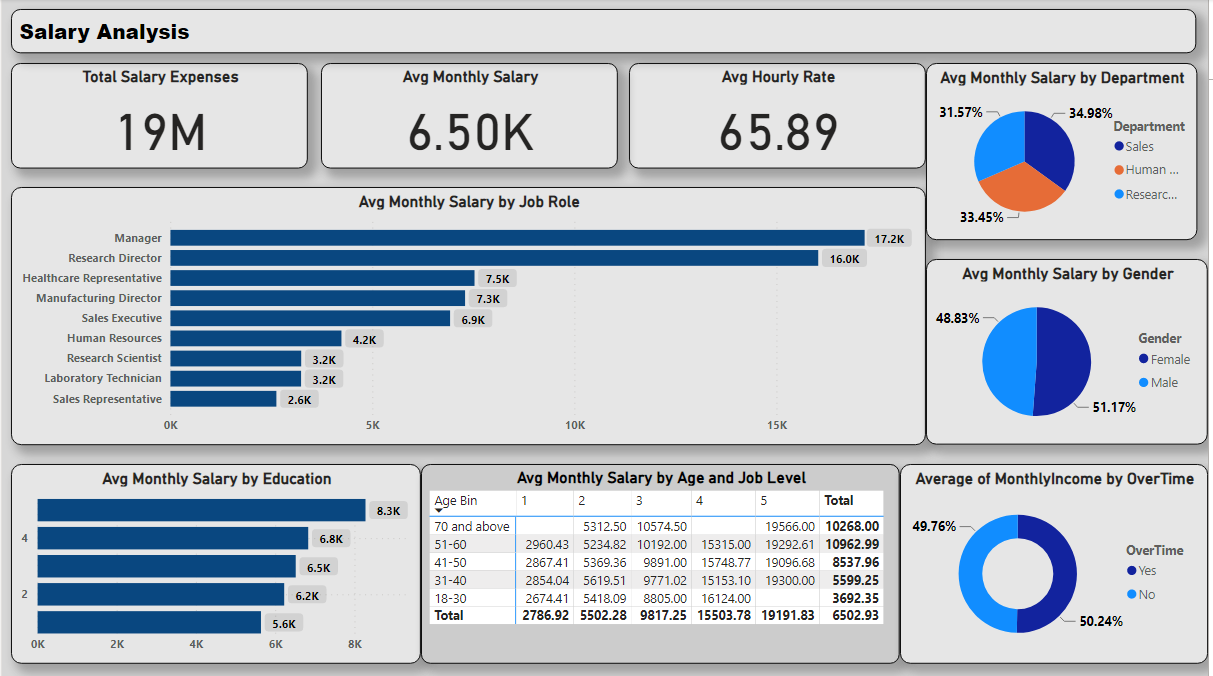 Salary Analysis
Total Salary Expenses
19M
Avg Monthly Salary
6.50K
Avg Hourly Rate
65.89
Avg Monthly Salary by Department
31.57%
34.98%
33.45%
Department
Sales
Human ...
Researc...
Avg Monthly Salary by Job Role
Manager 17.2K
Research Director 16.0K
Healthcare Representative 7.5K
Manufacturing Director 7.3K
Sales Executive 6.9K
Human Resources 4.2K
Research Scientist 3.2K
Laboratory Technician 3.2K
Sales Representative 2.6K
0K 5K 10K 15K
Avg Monthly Salary by Gender
48.83%
51.17%
Gender
Female
Male
Avg Monthly Salary by Education
8.3K
4 6.8K
6.5K
2 6.2K
5.6K
0K 2K 4K 6K 8K
Avg Monthly Salary by Age and Job Level
Age Bin 1 2 3 4 5 Total
70 and above 5312.50 10574.50 19566.00 10268.00
51-60 2960.43 5234.82 10192.00 15315.00 19292.61 10962.99
41-50 2867.41 5369.36 9891.00 15748.77 19096.68 8537.96
31-40 2854.04 5619.51 9771.02 15153.10 19300.00 5599.25
18-30 2674.41 5418.09 8805.00 16124.00 3692.35
Total 2786.92 5502.28 9817.25 15503.78 19191.83 6502.93
Average of MonthlyIncome by OverTime
49.76%
50.24%
OverTime
Yes
No